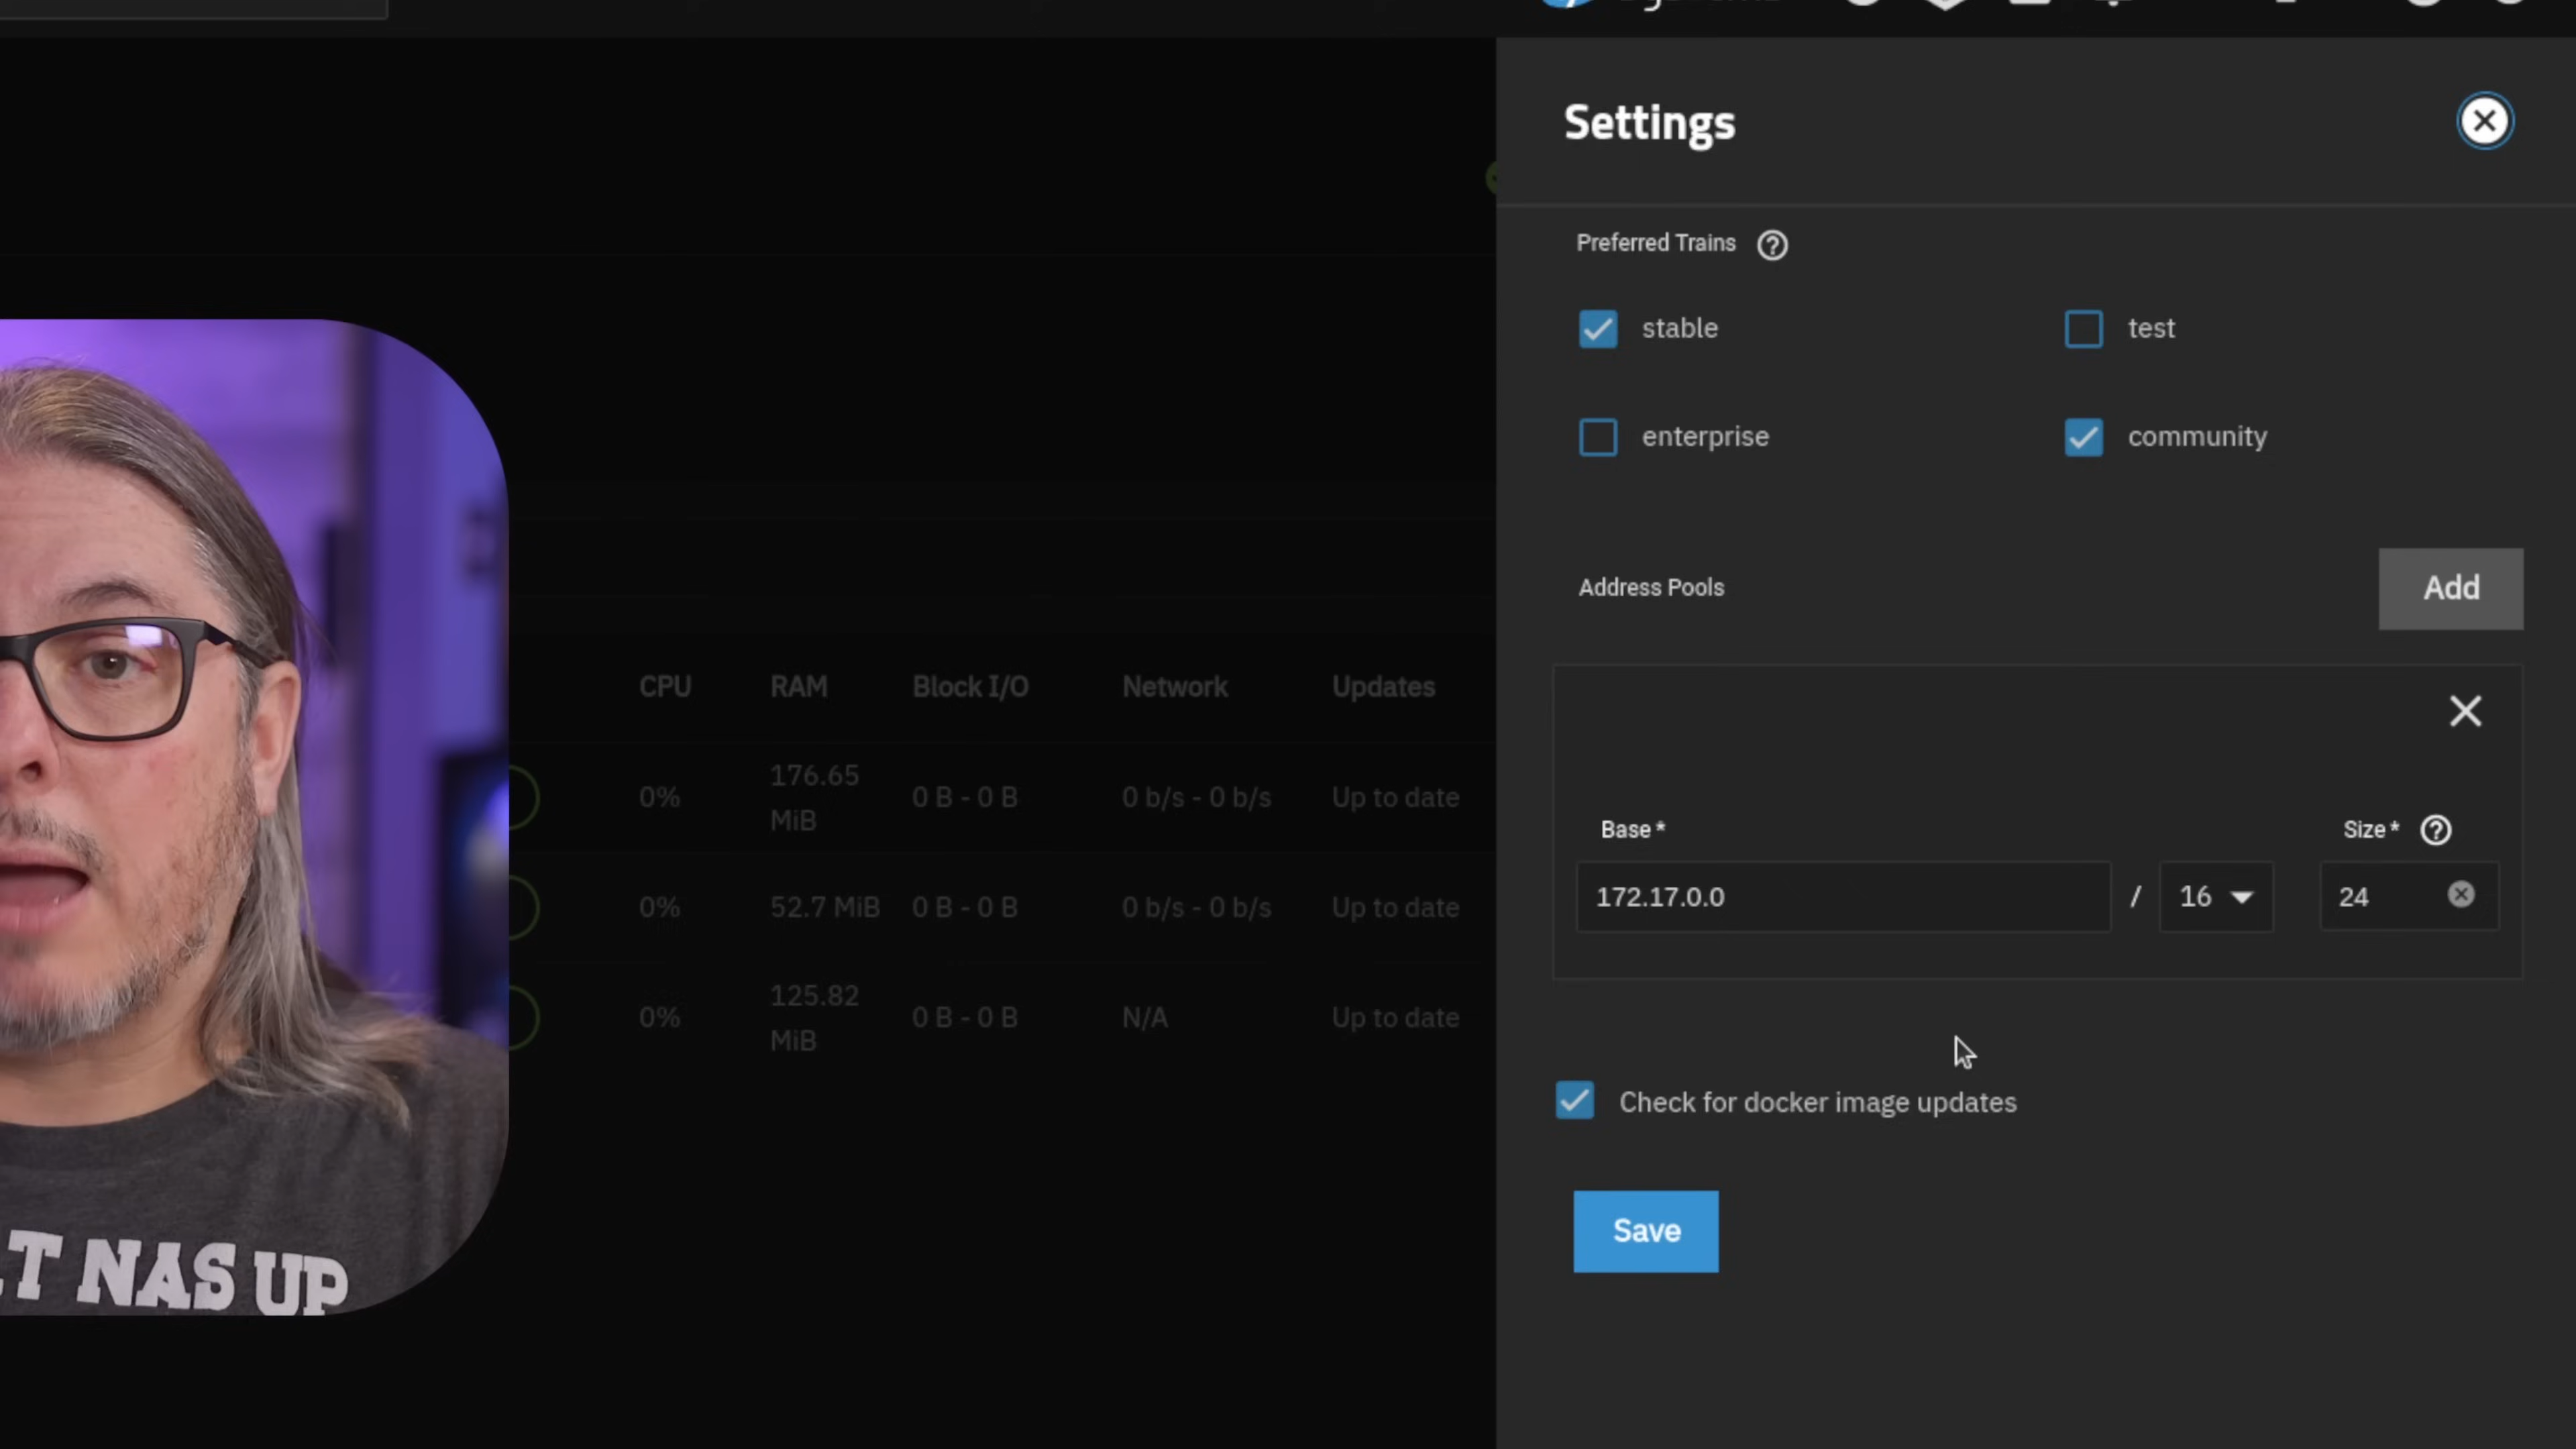 Settings
Preferred Trains
stable
test
enterprise
community
Address Pools
Add
CPU RAM Block I/O Network Updates
0% 176.65 MiB 0 B - 0 B 0 b/s - 0 b/s Up to date
0% 52.7 MiB 0 B - 0 B 0 b/s - 0 b/s Up to date
0% 125.82 MiB 0 B - 0 B N/A Up to date
Base*
Size*
172.17.0.0 / 16
24
Check for docker image updates
Save
T NAS UP